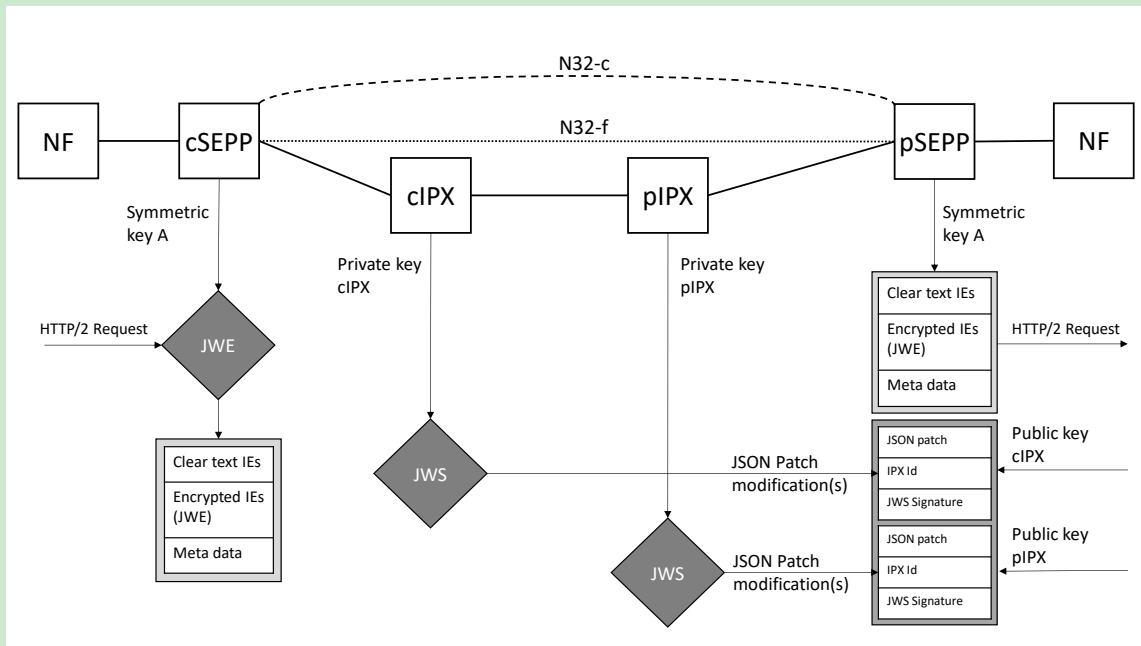 N32-c
N32-f
NF
cSEPP
pSEPP
NF
cIPX
pIPX
Symmetric
key A
Private key
cIPX
Private key
pIPX
Symmetric
key A
HTTP/2 Request
JWE
Clear text IEs
Encrypted IEs
(JWE)
Meta data
HTTP/2 Request
Clear text IEs
Encrypted IEs
(JWE)
Meta data
JWS
JSON Patch
modification(s)
JSON patch
IPX Id
JWS Signature
Public key
cIPX
JWS
JSON Patch
modification(s)
JSON patch
IPX Id
JWS Signature
Public key
pIPX